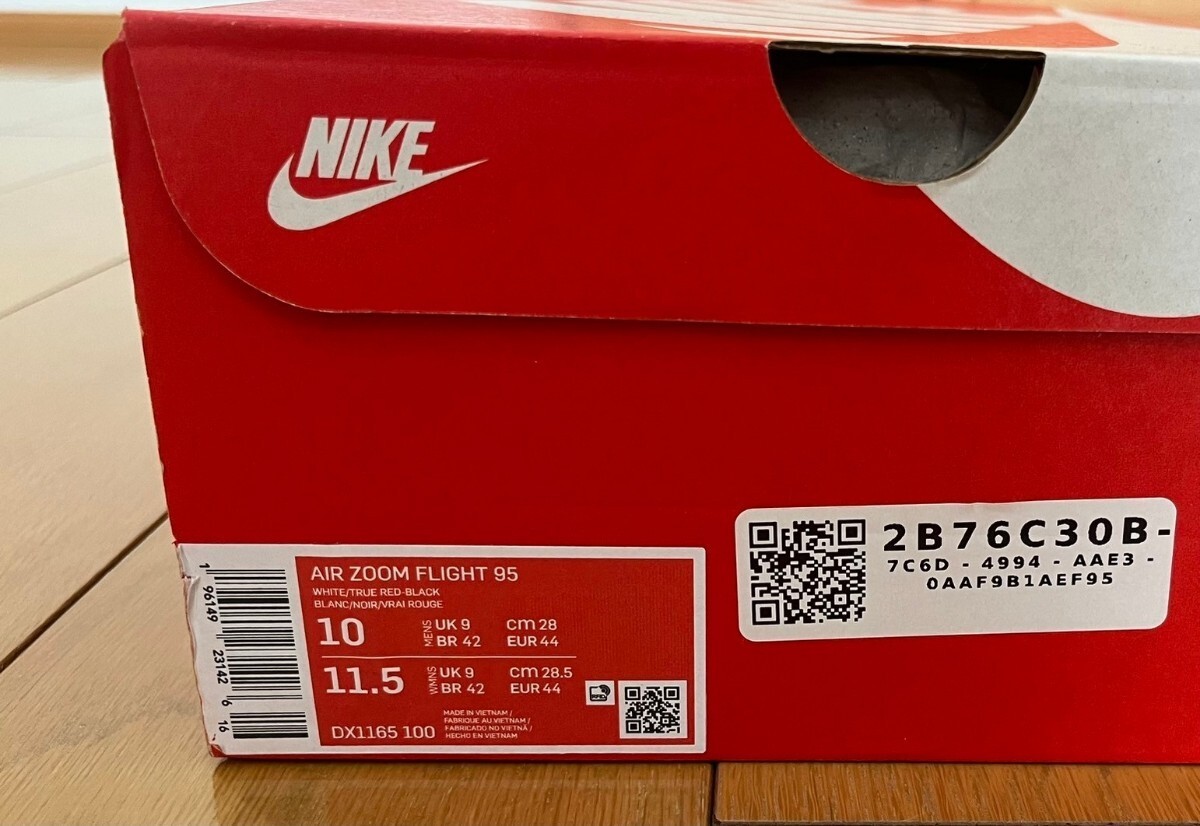 NIKE
2B76C30B-
7C6D - 4994 - AAE3 -
0AAF9B1AEF95
AIR ZOOM FLIGHT 95
WHITE/TRUE RED-BLACK
BLANC/NOIR/VRAI ROUGE
10 MENS UK 9 CM 28
BR 42 EUR 44
11.5 WMNS UK 9 CM 28.5
BR 42 EUR 44
MADE IN VIETNAM /
FABRIQUE AU VIETNAM /
FABRICADO NO VIETNÃ /
HECHO EN VIETNAM
DX1165 100
1 96149 23142 6 16